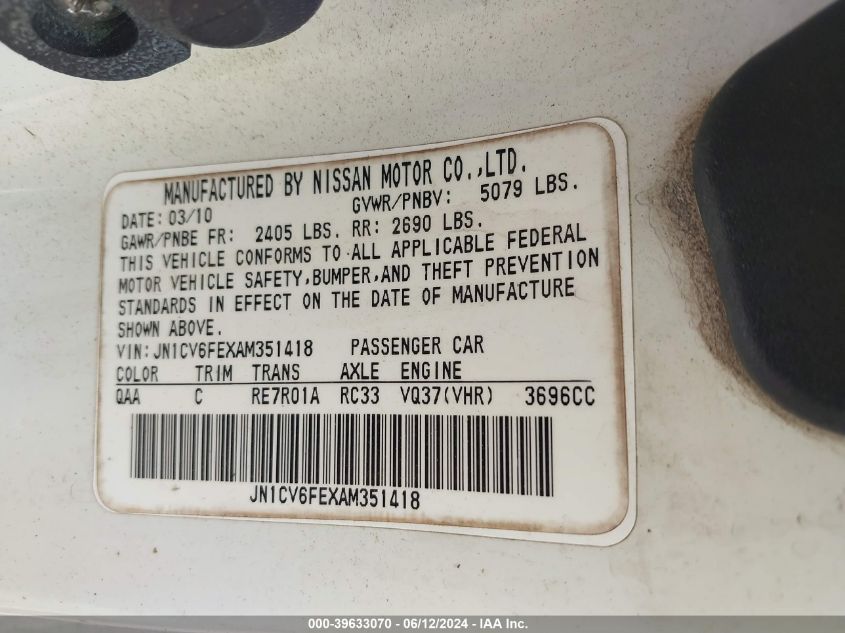 MANUFACTURED BY NISSAN MOTOR CO.,LTD.
DATE: 03/10 GVWR/PNBV: 5079 LBS.
GAWR/PNBE FR: 2405 LBS. RR: 2690 LBS.
THIS VEHICLE CONFORMS TO ALL APPLICABLE FEDERAL
MOTOR VEHICLE SAFETY,BUMPER,AND THEFT PREVENTION
STANDARDS IN EFFECT ON THE DATE OF MANUFACTURE
SHOWN ABOVE.
VIN:JN1CV6FEXAM351418 PASSENGER CAR
COLOR TRIM TRANS AXLE ENGINE
QAA C RE7R01A RC33 VQ37(VHR) 3696CC
JN1CV6FEXAM351418
000-39633070 - 06/12/2024 - IAA Inc.